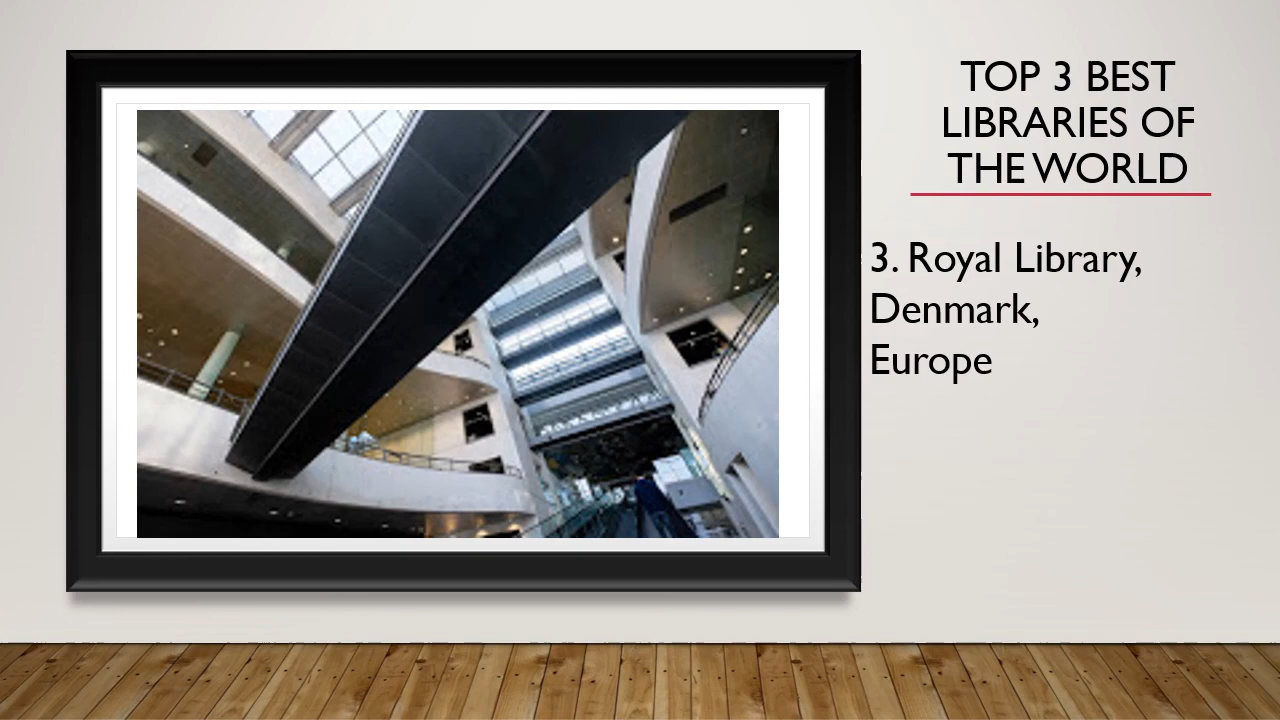 TOP 3 BEST
LIBRARIES OF
THE WORLD
3. Royal Library,
Denmark,
Europe